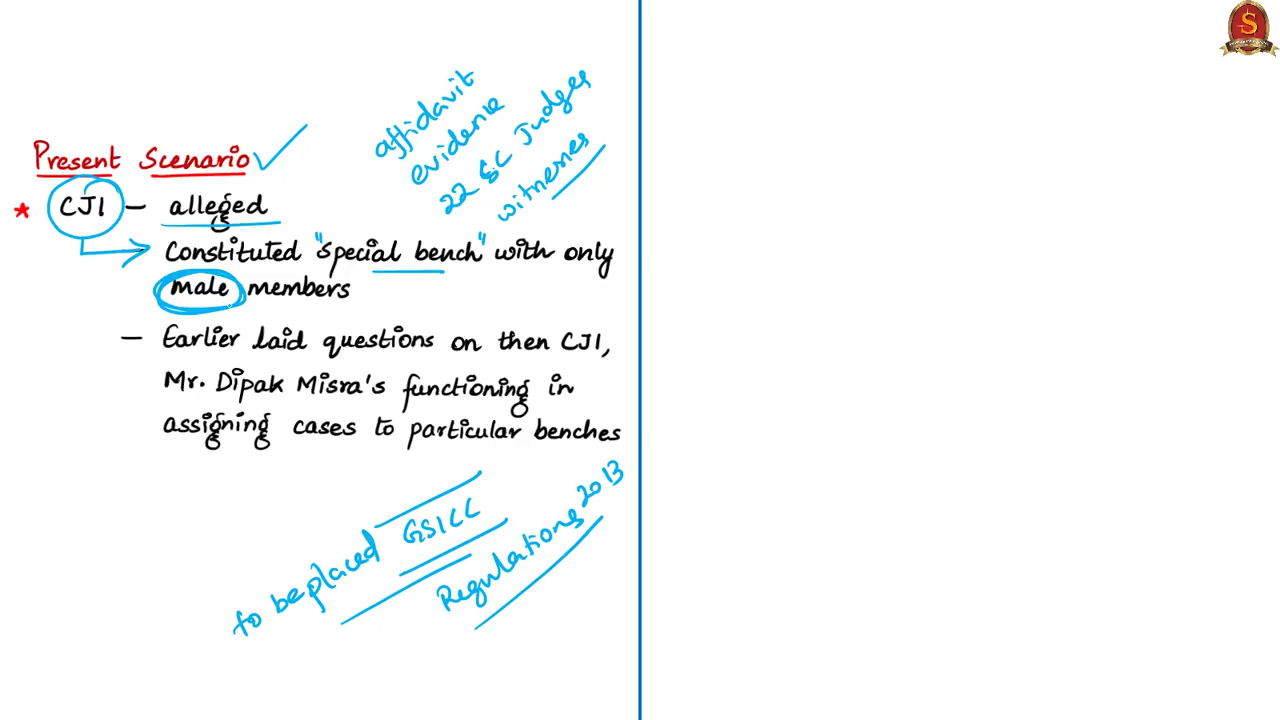 affidavit
evidence
22 SC Judges
witnesses
Present Scenario
* CJI - alleged
Constituted "special bench" with only
male members
- Earlier laid questions on then CJI,
Mr. Dipak Misra's functioning in
assigning cases to particular benches
to be placed GSICC
Regulations 2013
S